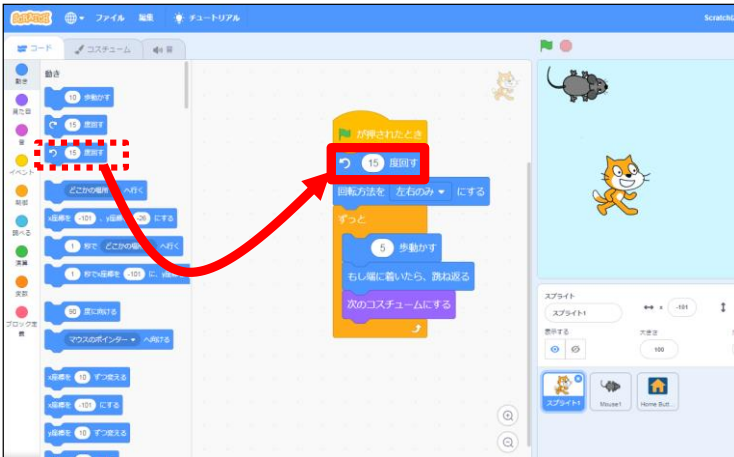 SCRATCH ファイル 編集 チュートリアル
コード コスチューム 音
動き
見た目
音
イベント
制御
調べる
演算
変数
ブロック定義
動き
10 歩動かす
15 度回す
15 度回す
どこかの場所 へ行く
x座標を -101 、y座標を -26 にする
1 秒で どこかの場所 へ行く
1 秒でx座標を -101 に、
90 度に向ける
マウスのポインター へ向ける
x座標を 10 ずつ変える
x座標を -101 にする
y座標を 10 ずつ変える
が押されたとき
15 度回す
回転方法を 左右のみ にする
ずっと
5 歩動かす
もし端に着いたら、跳ね返る
次のコスチュームにする
スプライト
スプライト1
x -101
表示する
大きさ
100
スプライト1
Mouse1
Home Butt...